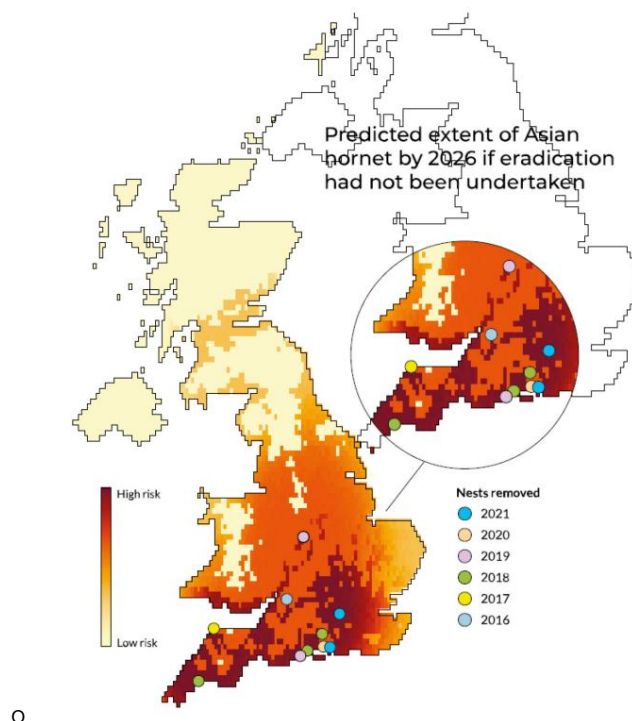 Predicted extent of Asian
hornet by 2026 if eradication
had not been undertaken
High risk
Low risk
Nests removed
2021
2020
2019
2018
2017
2016
O